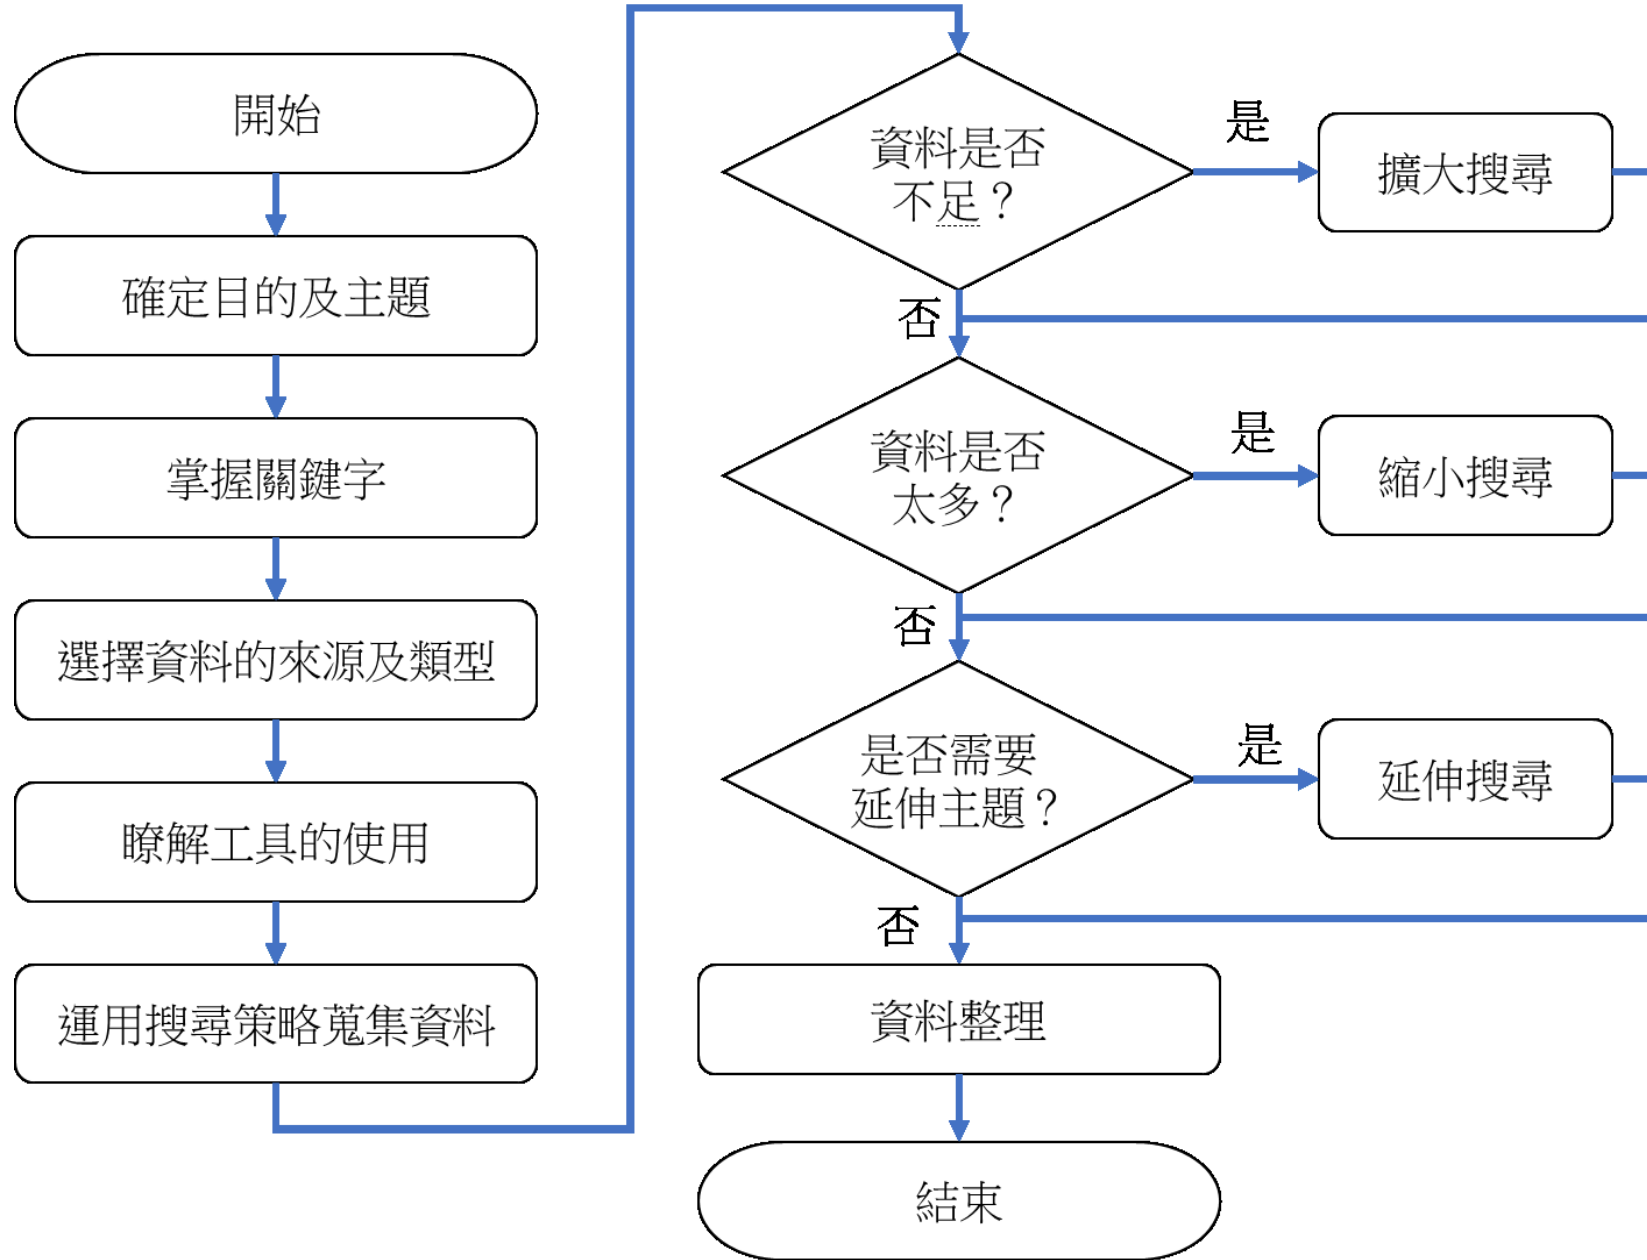 開始
確定目的及主題
掌握關鍵字
選擇資料的來源及類型
瞭解工具的使用
運用搜尋策略蒐集資料
資料是否
不足？
是
擴大搜尋
否
資料是否
太多？
是
縮小搜尋
否
是否需要
延伸主題？
是
延伸搜尋
否
資料整理
結束